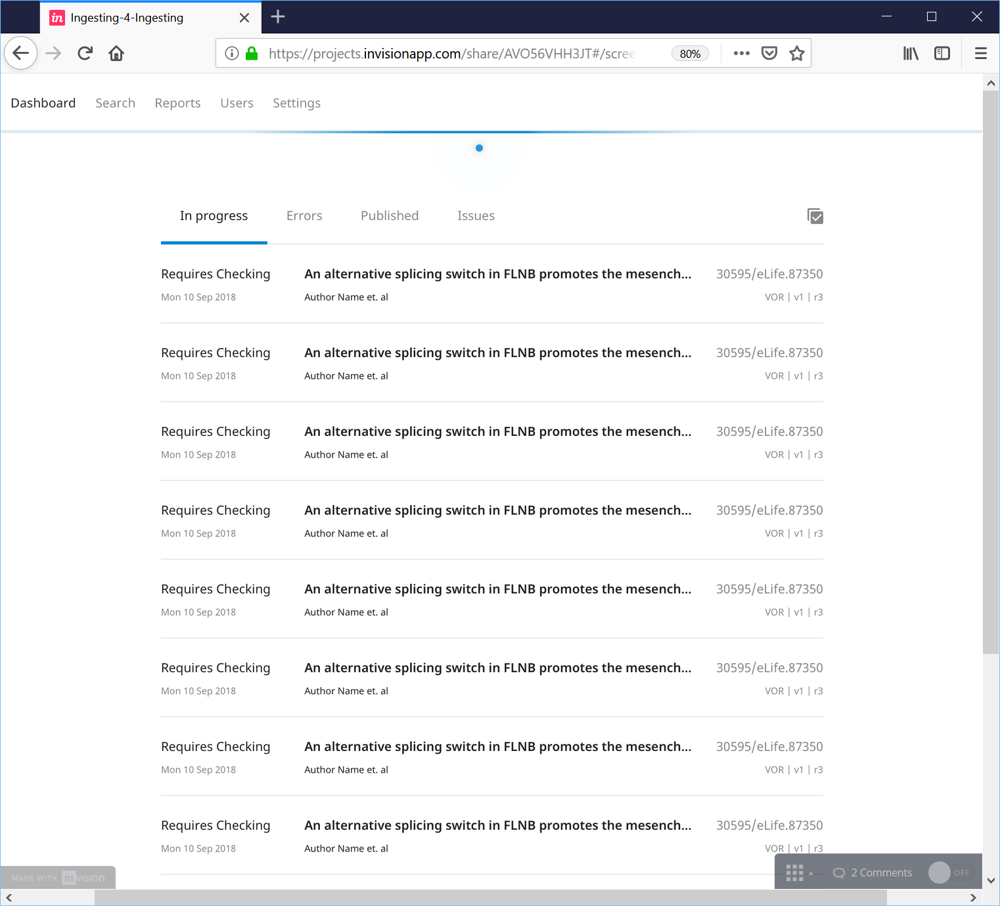 in Ingesting-4-Ingesting
https://projects.invisionapp.com/share/AVO56VHH3JT#/scree
80%
Dashboard Search Reports Users Settings
In progress Errors Published Issues
Requires Checking An alternative splicing switch in FLNB promotes the mesench... 30595/eLife.87350
Mon 10 Sep 2018 Author Name et. al VOR | v1 | r3
Requires Checking An alternative splicing switch in FLNB promotes the mesench... 30595/eLife.87350
Mon 10 Sep 2018 Author Name et. al VOR | v1 | r3
Requires Checking An alternative splicing switch in FLNB promotes the mesench... 30595/eLife.87350
Mon 10 Sep 2018 Author Name et. al VOR | v1 | r3
Requires Checking An alternative splicing switch in FLNB promotes the mesench... 30595/eLife.87350
Mon 10 Sep 2018 Author Name et. al VOR | v1 | r3
Requires Checking An alternative splicing switch in FLNB promotes the mesench... 30595/eLife.87350
Mon 10 Sep 2018 Author Name et. al VOR | v1 | r3
Requires Checking An alternative splicing switch in FLNB promotes the mesench... 30595/eLife.87350
Mon 10 Sep 2018 Author Name et. al VOR | v1 | r3
Requires Checking An alternative splicing switch in FLNB promotes the mesench... 30595/eLife.87350
Mon 10 Sep 2018 Author Name et. al VOR | v1 | r3
Requires Checking An alternative splicing switch in FLNB promotes the mesench... 30595/eLife.87350
Mon 10 Sep 2018 Author Name et. al VOR | v1 | r3
MADE WITH inVISION 2 Comments OFF